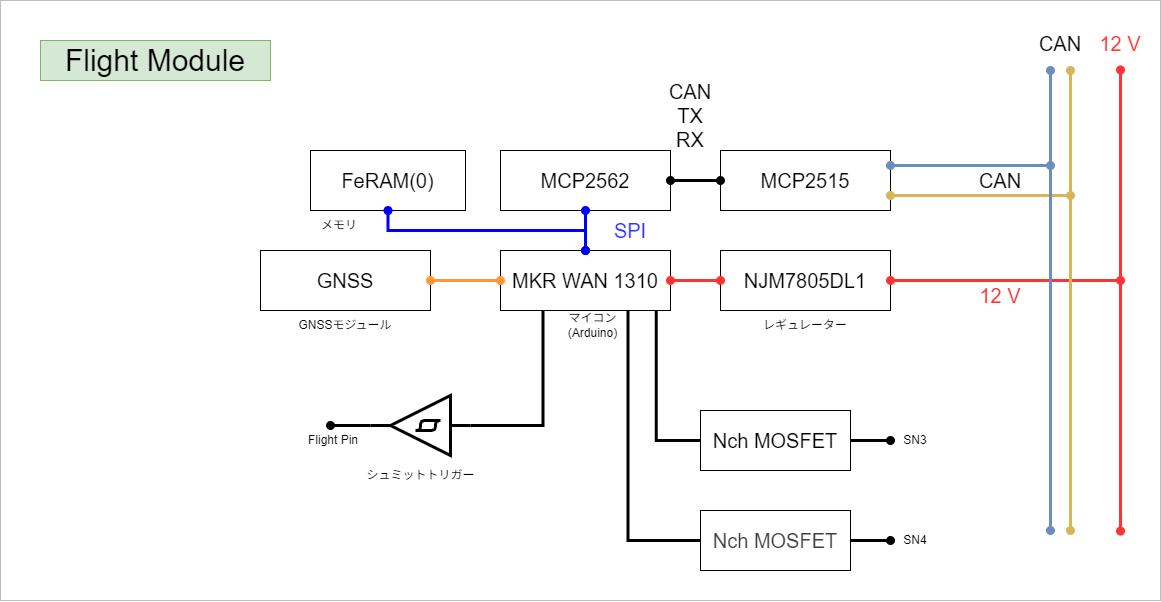 Flight Module
CAN
12 V
CAN
TX
RX
FeRAM(0)
MCP2562
MCP2515
CAN
メモリ
SPI
GNSS
MKR WAN 1310
NJM7805DL1
12 V
GNSSモジュール
マイコン
(Arduino)
レギュレーター
Flight Pin
シュミットトリガー
Nch MOSFET
SN3
Nch MOSFET
SN4